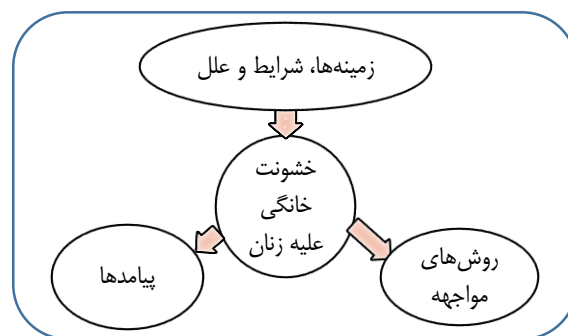 زمینه‌ها، شرایط و علل
خشونت
خانگی
علیه زنان
روش‌های
مواجهه
پیامدها